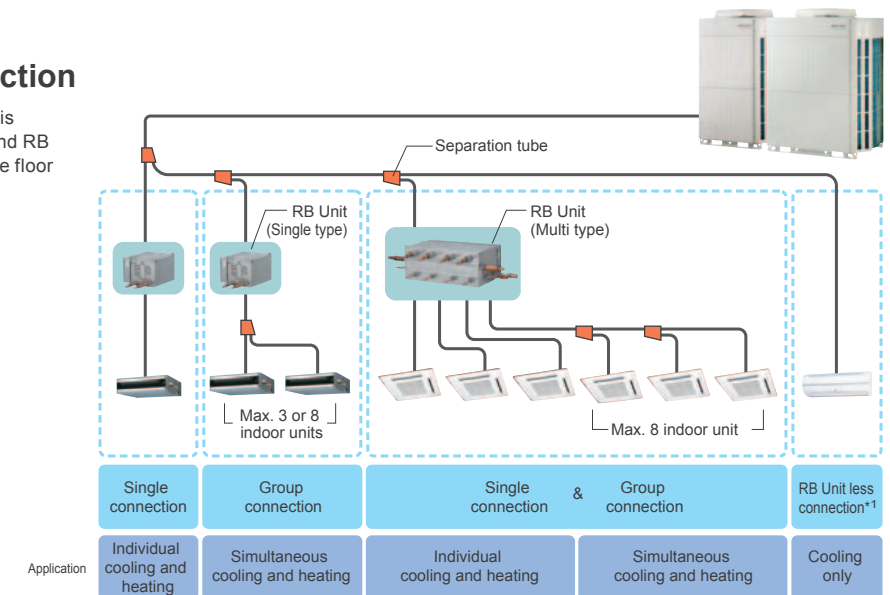 ction
is
nd RB
e floor
Separation tube
RB Unit
(Single type)
RB Unit
(Multi type)
Max. 3 or 8
indoor units
Max. 8 indoor unit
Single
connection
Group
connection
Single
connection
&
Group
connection
RB Unit less
connection*1
Application
Individual
cooling and
heating
Simultaneous
cooling and heating
Individual
cooling and heating
Simultaneous
cooling and heating
Cooling
only